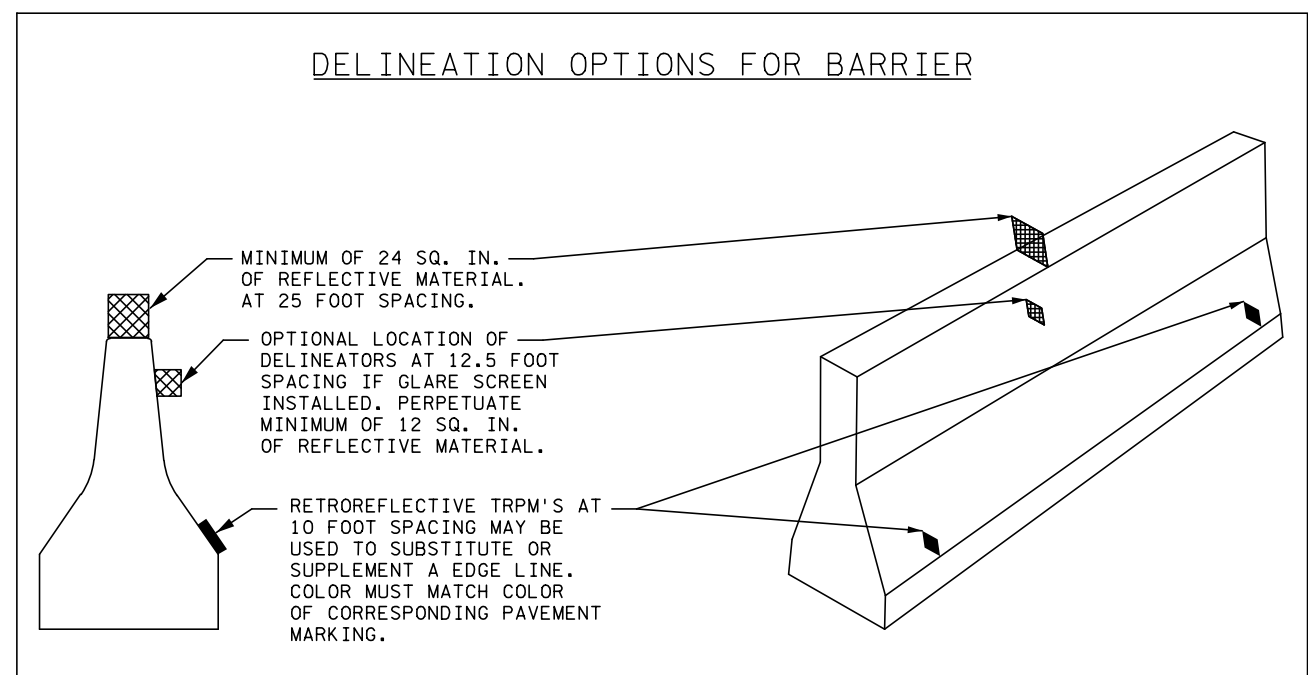 DELINEATION OPTIONS FOR BARRIER
MINIMUM OF 24 SQ. IN.
OF REFLECTIVE MATERIAL.
AT 25 FOOT SPACING.
OPTIONAL LOCATION OF
DELINEATORS AT 12.5 FOOT
SPACING IF GLARE SCREEN
INSTALLED. PERPETUATE
MINIMUM OF 12 SQ. IN.
OF REFLECTIVE MATERIAL.
RETROREFLECTIVE TRPM'S AT
10 FOOT SPACING MAY BE
USED TO SUBSTITUTE OR
SUPPLEMENT A EDGE LINE.
COLOR MUST MATCH COLOR
OF CORRESPONDING PAVEMENT
MARKING.